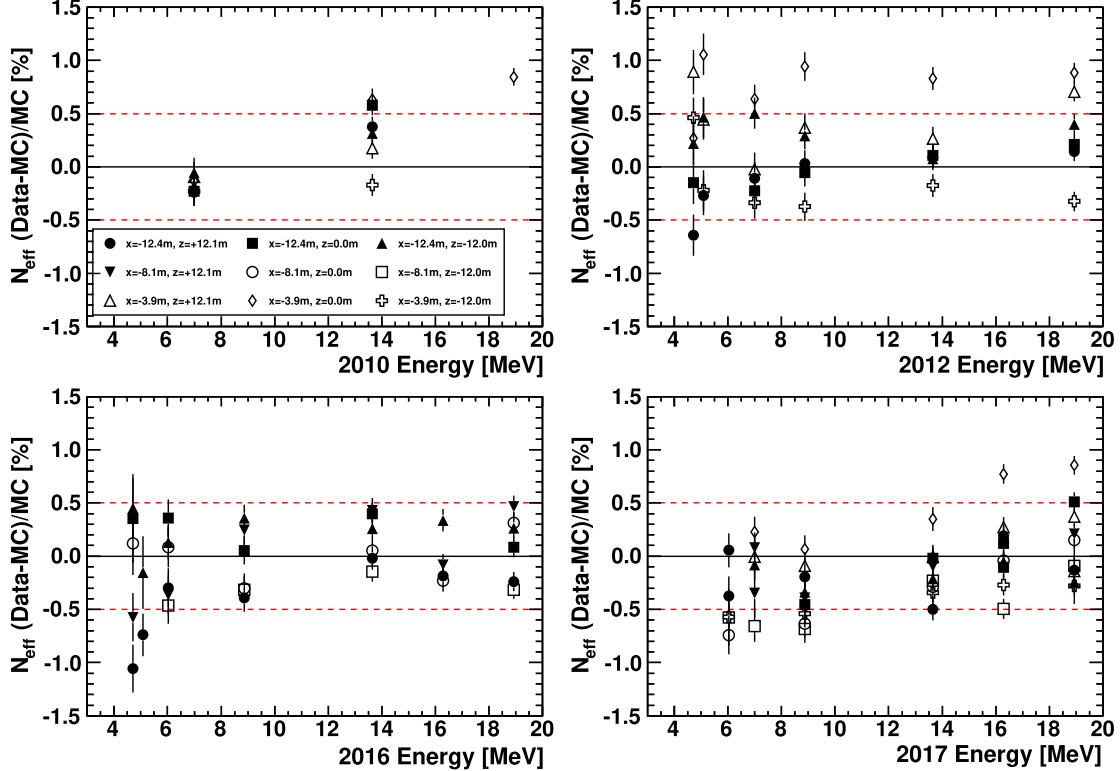 N_eff (Data-MC)/MC [%]
1.5
1.0
0.5
0.0
-0.5
-1.0
-1.5
x=-12.4m, z=+12.1m
x=-12.4m, z=0.0m
x=-12.4m, z=-12.0m
x=-8.1m, z=+12.1m
x=-8.1m, z=0.0m
x=-8.1m, z=-12.0m
x=-3.9m, z=+12.1m
x=-3.9m, z=0.0m
x=-3.9m, z=-12.0m
4 6 8 10 12 14 16 18 20
2010 Energy [MeV]
N_eff (Data-MC)/MC [%]
1.5
1.0
0.5
0.0
-0.5
-1.0
-1.5
4 6 8 10 12 14 16 18 20
2012 Energy [MeV]
N_eff (Data-MC)/MC [%]
1.5
1.0
0.5
0.0
-0.5
-1.0
-1.5
4 6 8 10 12 14 16 18 20
2016 Energy [MeV]
N_eff (Data-MC)/MC [%]
1.5
1.0
0.5
0.0
-0.5
-1.0
-1.5
4 6 8 10 12 14 16 18 20
2017 Energy [MeV]